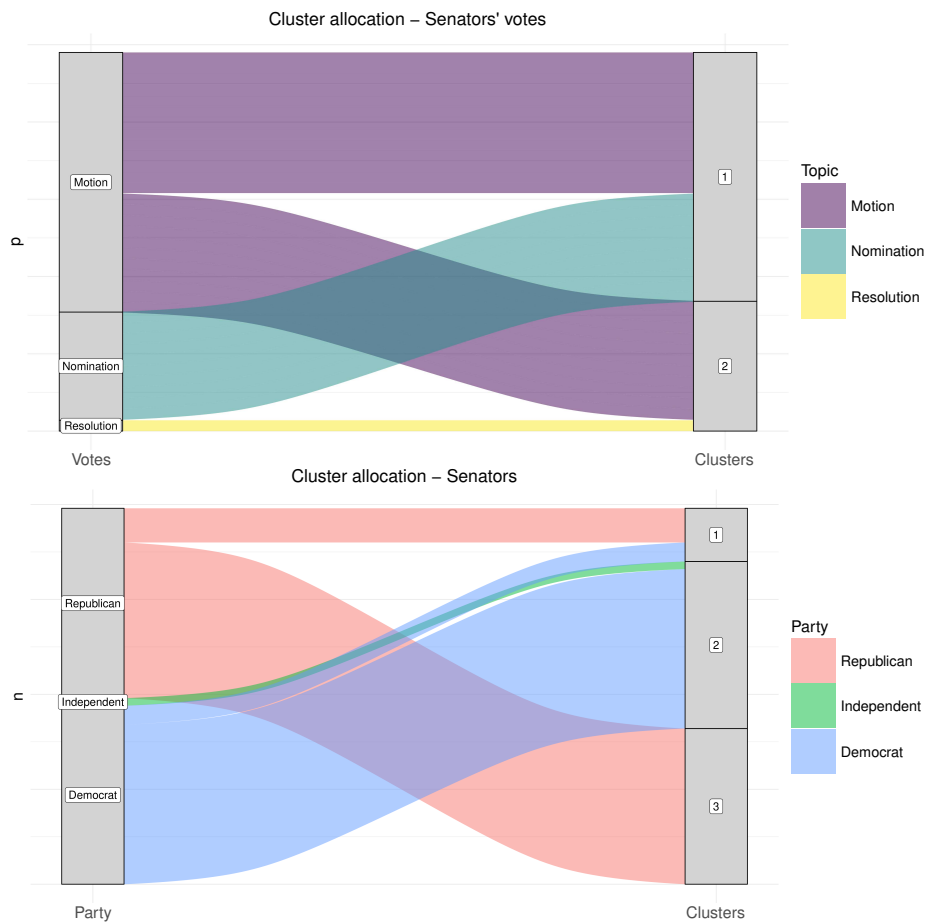 Cluster allocation – Senators' votes
p
Motion
Nomination
Resolution
1
2
Votes
Clusters
Topic
Motion
Nomination
Resolution
Cluster allocation – Senators
n
Republican
Independent
Democrat
1
2
3
Party
Clusters
Party
Republican
Independent
Democrat